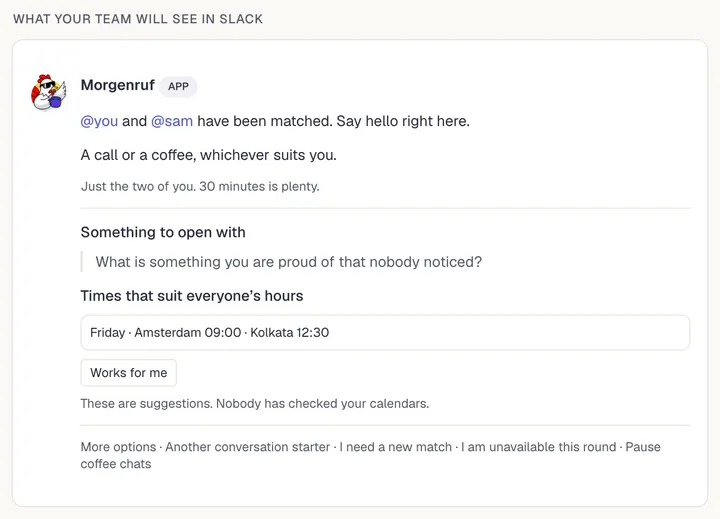 WHAT YOUR TEAM WILL SEE IN SLACK
Morgenruf APP
@you and @sam have been matched. Say hello right here.
A call or a coffee, whichever suits you.
Just the two of you. 30 minutes is plenty.
Something to open with
What is something you are proud of that nobody noticed?
Times that suit everyone’s hours
Friday · Amsterdam 09:00 · Kolkata 12:30
Works for me
These are suggestions. Nobody has checked your calendars.
More options · Another conversation starter · I need a new match · I am unavailable this round · Pause
coffee chats